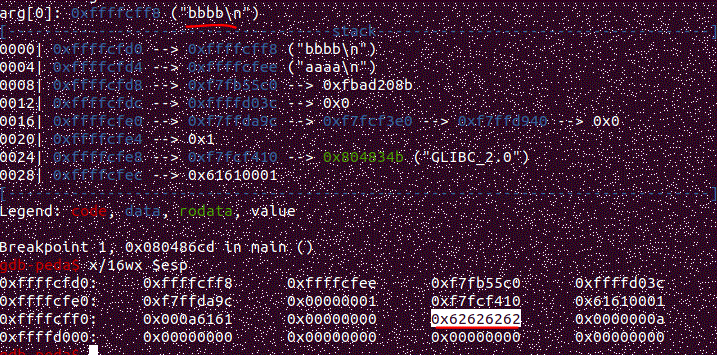 arg[0]: 0xffffcff8 ("bbbb\n")
[------------------------------------stack-------------------------------------]
0000| 0xffffcfd0 --> 0xffffcff8 ("bbbb\n")
0004| 0xffffcfd4 --> 0xffffcfee ("aaaa\n")
0008| 0xffffcfd8 --> 0xf7fb55c0 --> 0xfbad208b
0012| 0xffffcfdc --> 0xffffd03c --> 0x0
0016| 0xffffcfe0 --> 0xf7ffda9c --> 0xf7fcf3e0 --> 0xf7ffd940 --> 0x0
0020| 0xffffcfe4 --> 0x1
0024| 0xffffcfe8 --> 0xf7fcf410 --> 0x804834b ("GLIBC_2.0")
0028| 0xffffcfec --> 0x61610001
[------------------------------------------------------------------------------]
Legend: code, data, rodata, value
Breakpoint 1, 0x080486cd in main ()
gdb-peda$ x/16wx $esp
0xffffcfd0: 0xffffcff8 0xffffcfee 0xf7fb55c0 0xffffd03c
0xffffcfe0: 0xf7ffda9c 0x00000001 0xf7fcf410 0x61610001
0xffffcff0: 0x000a6161 0x00000000 0x62626262 0x0000000a
0xffffd000: 0x00000000 0x00000000 0x00000000 0x00000000
gdb-peda$